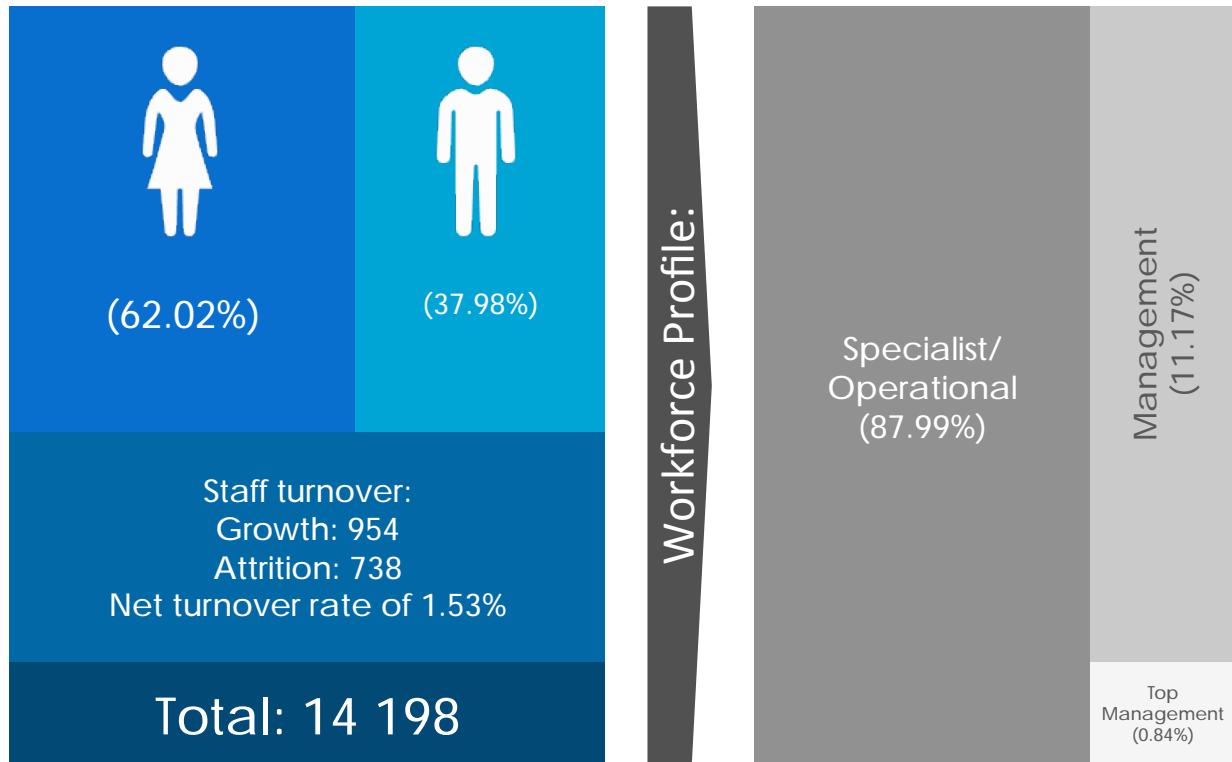 (62.02%)
(37.98%)
Staff turnover:
Growth: 954
Attrition: 738
Net turnover rate of 1.53%
Total: 14 198
Workforce Profile:
Specialist/
Operational
(87.99%)
Management
(11.17%)
Top
Management
(0.84%)